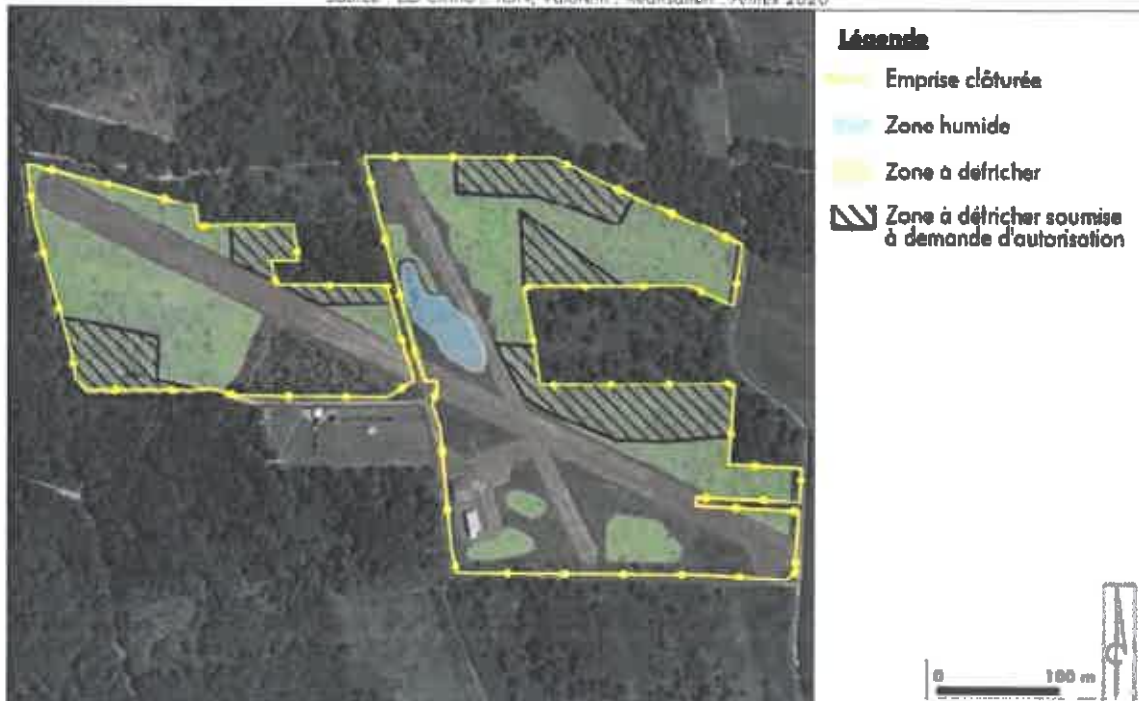 Légende
Emprise clôturée
Zone humide
Zone à défricher
Zone à défricher soumise
à demande d'autorisation
0 100 m